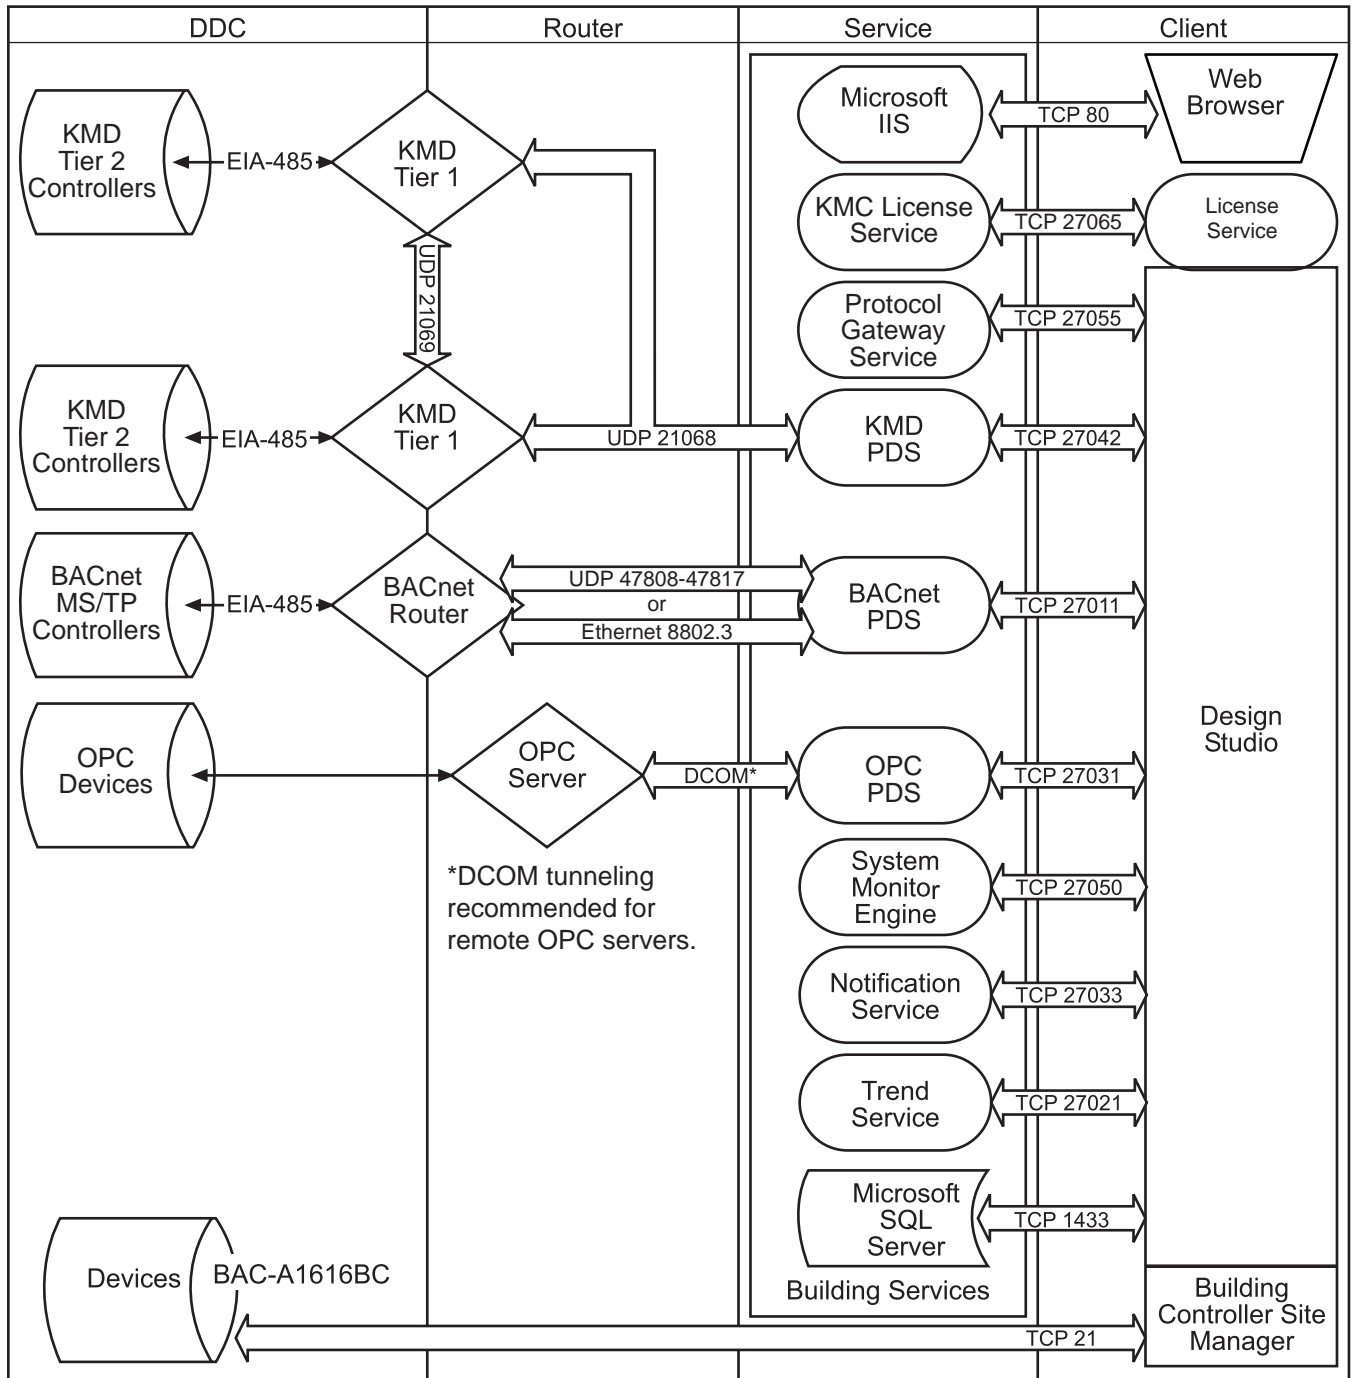 DDC
Router
Service
Client
KMD
Tier 2
Controllers
EIA-485
KMD
Tier 1
Microsoft
IIS
TCP 80
Web
Browser
KMC License
Service
TCP 27065
License
Service
UDP 21069
Protocol
Gateway
Service
TCP 27055
KMD
Tier 2
Controllers
EIA-485
KMD
Tier 1
UDP 21068
KMD
PDS
TCP 27042
BACnet
MS/TP
Controllers
EIA-485
BACnet
Router
UDP 47808-47817
or
Ethernet 8802.3
BACnet
PDS
TCP 27011
OPC
Devices
OPC
Server
DCOM*
OPC
PDS
TCP 27031
Design
Studio
*DCOM tunneling
recommended for
remote OPC servers.
System
Monitor
Engine
TCP 27050
Notification
Service
TCP 27033
Trend
Service
TCP 27021
Microsoft
SQL
Server
TCP 1433
Building Services
Devices
BAC-A1616BC
TCP 21
Building
Controller Site
Manager